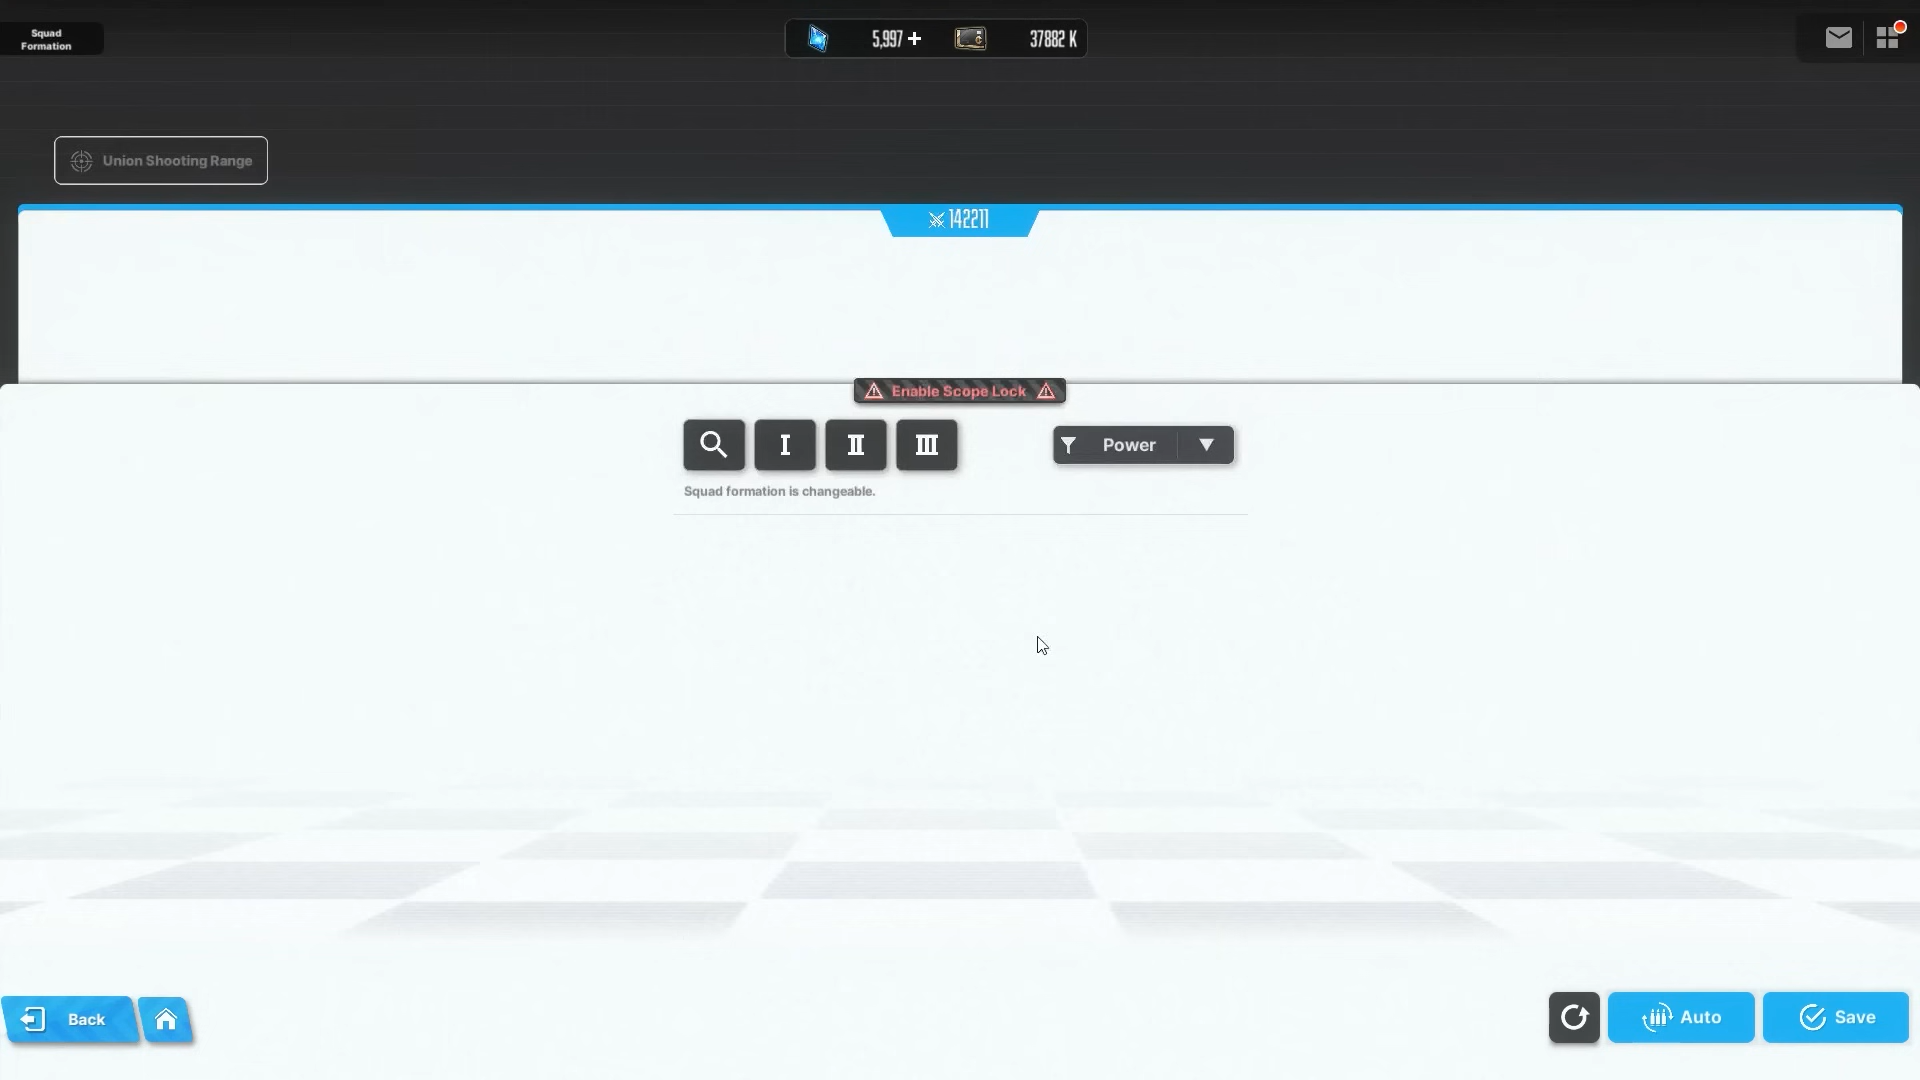 Squad
Formation
5,997
37882 K
Union Shooting Range
142211
Enable Scope Lock
I
II
III
Power
Squad formation is changeable.
Back
Auto
Save